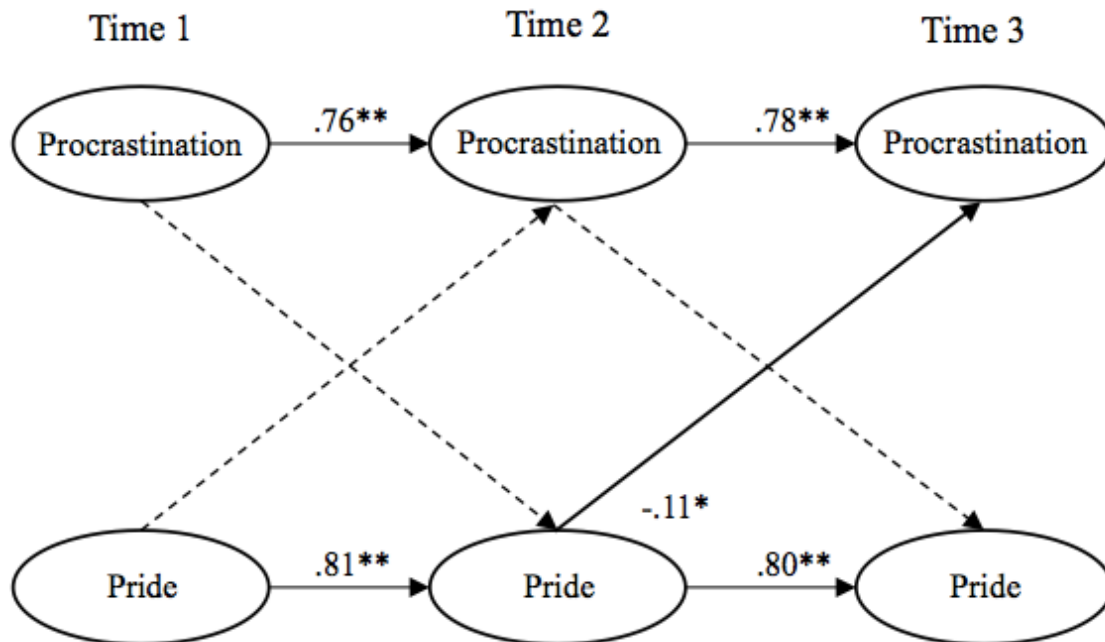 Time 1
Time 2
Time 3
Procrastination
.76**
Procrastination
.78**
Procrastination
-.11*
Pride
.81**
Pride
.80**
Pride